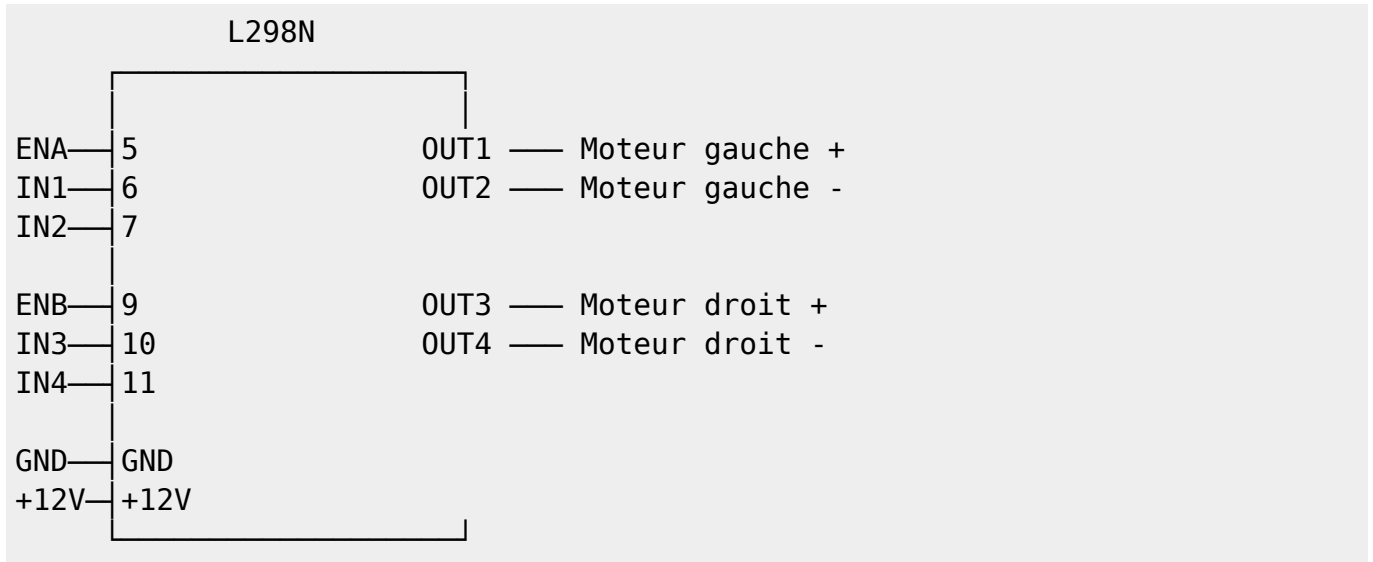 L298N
ENA 5 OUT1 —— Moteur gauche +
IN1 6 OUT2 —— Moteur gauche -
IN2 7
ENB 9 OUT3 —— Moteur droit +
IN3 10 OUT4 —— Moteur droit -
IN4 11
GND GND
+12V +12V